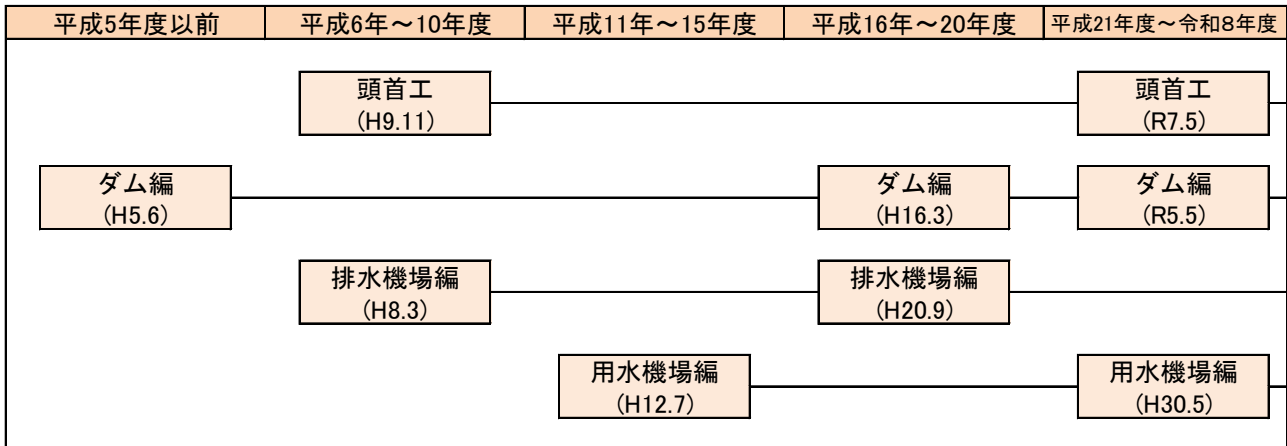 平成5年度以前
平成6年～10年度
平成11年～15年度
平成16年～20年度
平成21年度～令和8年度
頭首工
(H9.11)
頭首工
(R7.5)
ダム編
(H5.6)
ダム編
(H16.3)
ダム編
(R5.5)
排水機場編
(H8.3)
排水機場編
(H20.9)
用水機場編
(H12.7)
用水機場編
(H30.5)